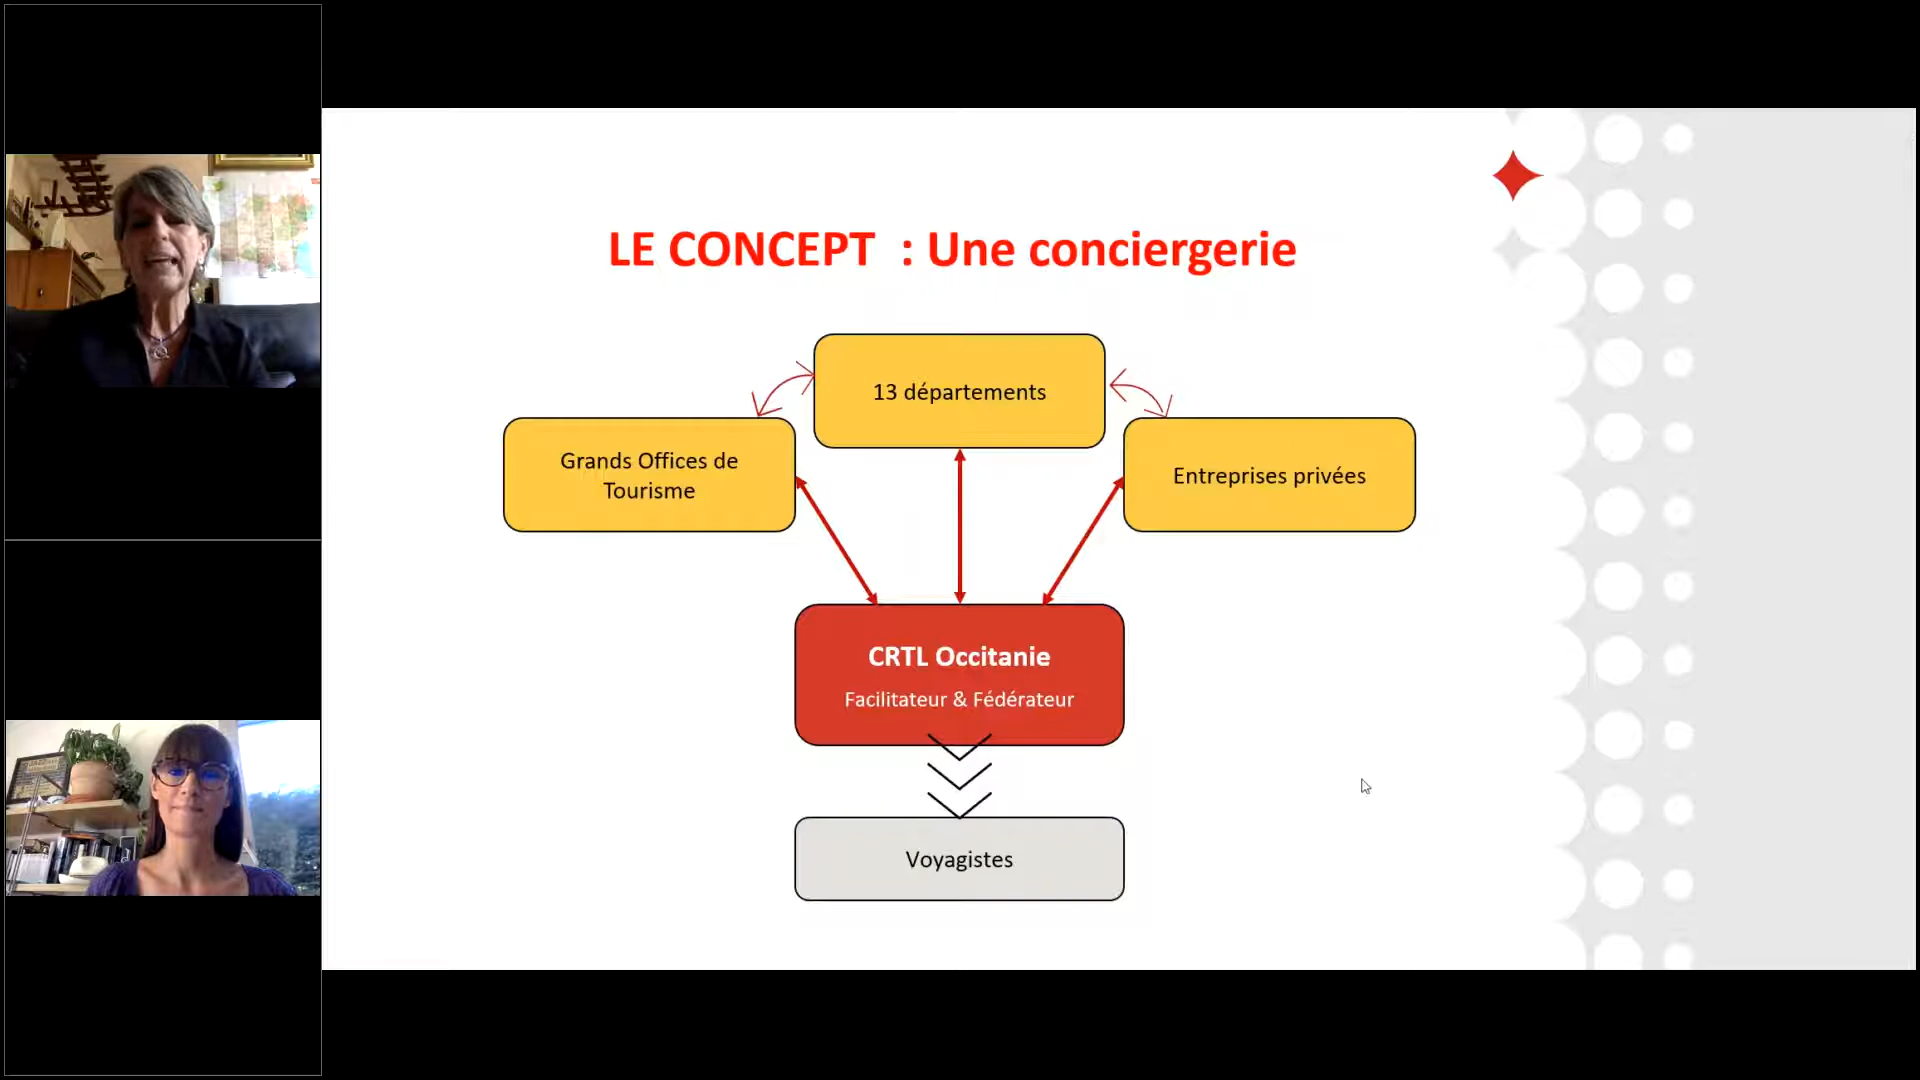 LE CONCEPT : Une conciergerie
13 départements
Grands Offices de
Tourisme
Entreprises privées
CRTL Occitanie
Facilitateur & Fédérateur
Voyagistes